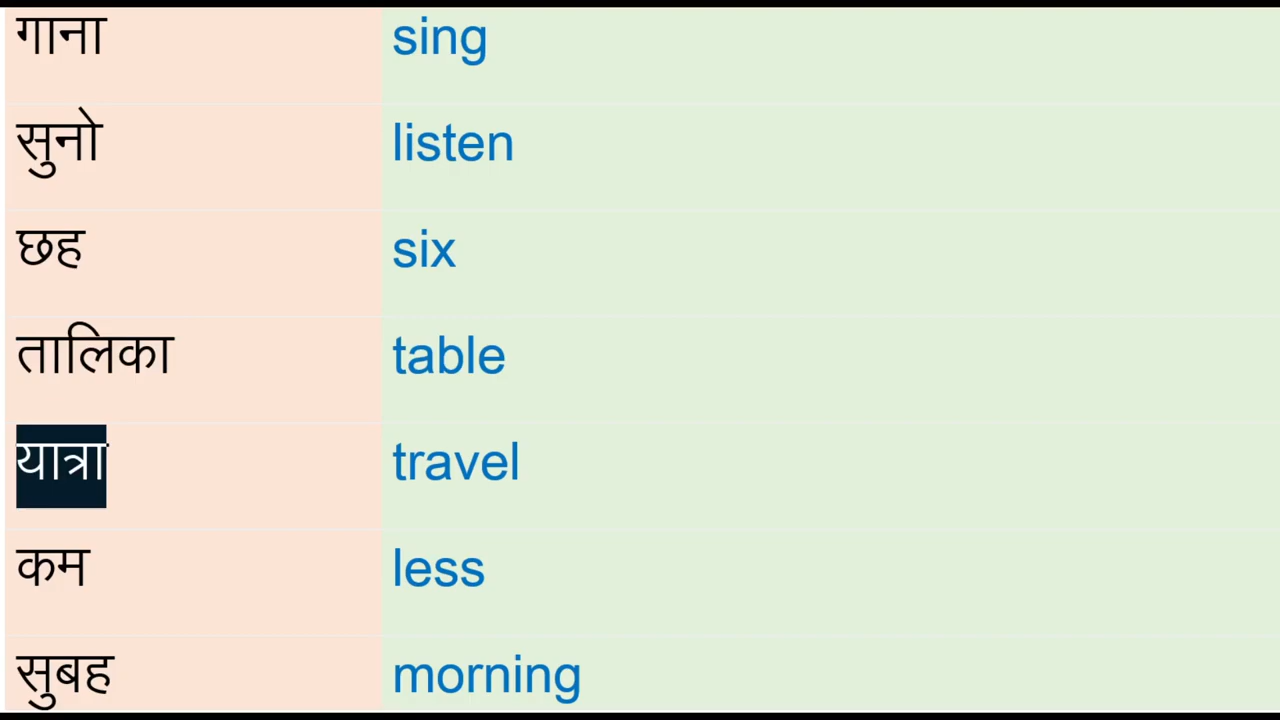 गाना sing
सुनो listen
छह six
तालिका table
यात्रा travel
कम less
सुबह morning